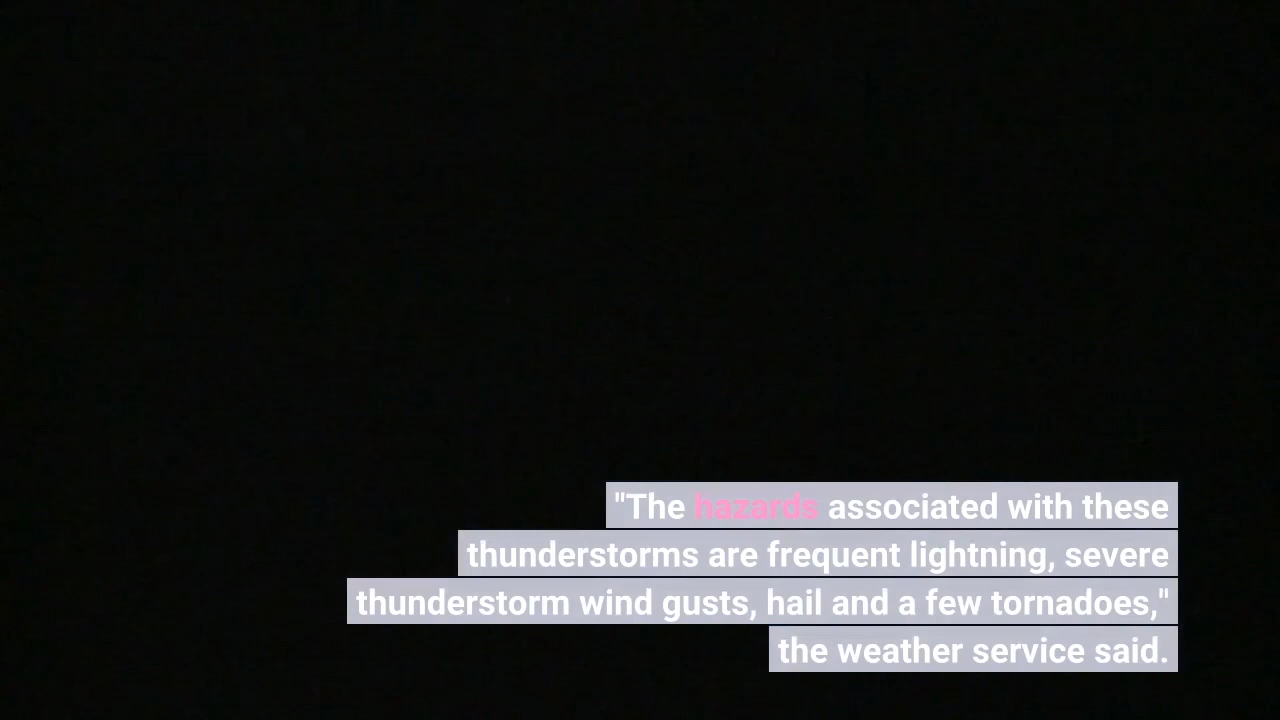 "The hazards associated with these
thunderstorms are frequent lightning, severe
thunderstorm wind gusts, hail and a few tornadoes,"
the weather service said.